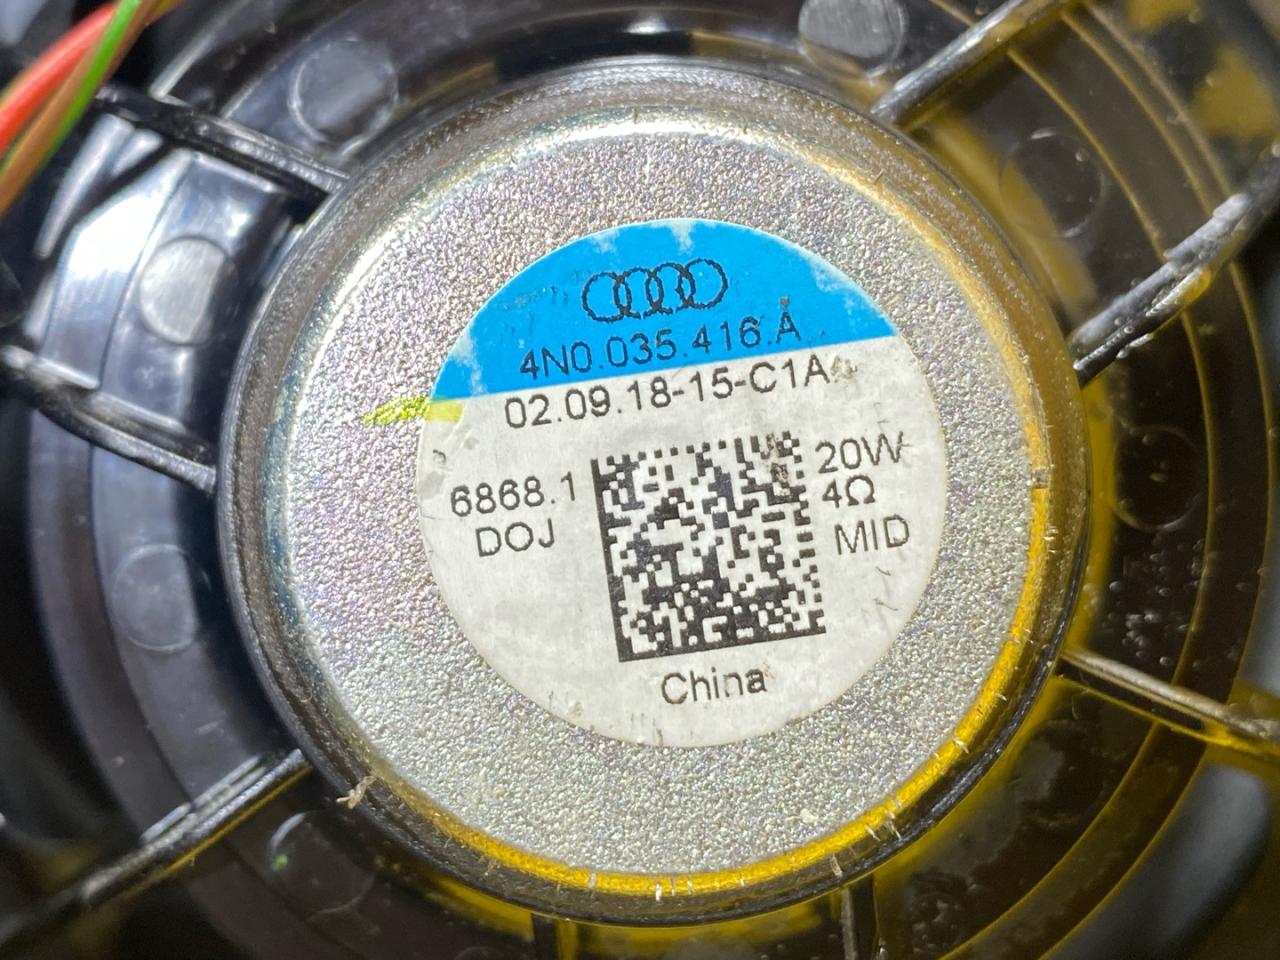 4N0.035.416.A
02.09.18-15-C1A
6868.1
DOJ
20W
4Ω
MID
China